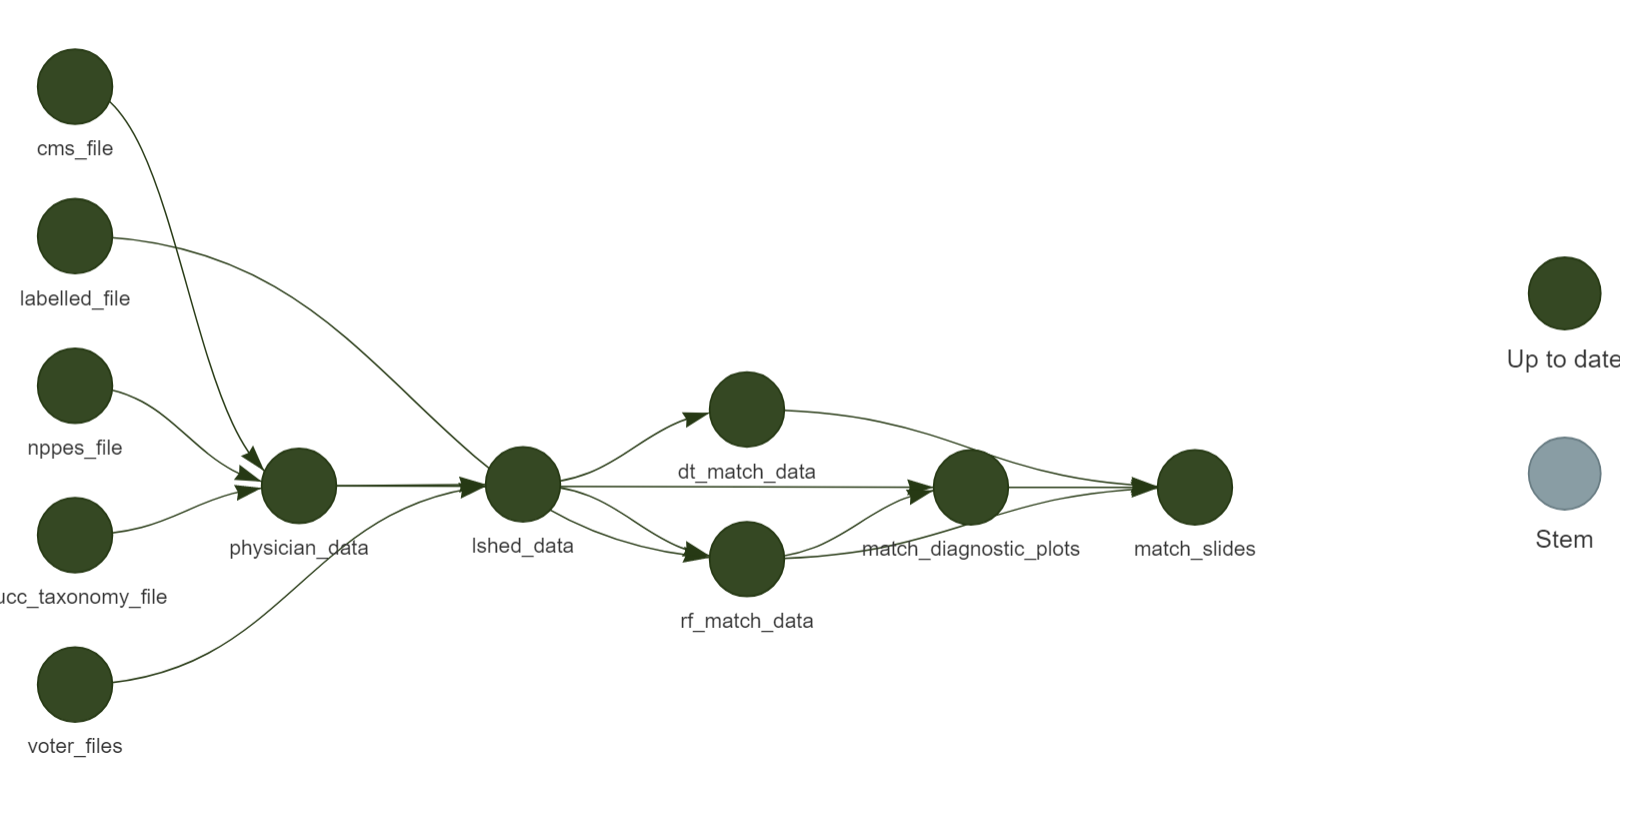 cms_file
labelled_file
nppes_file
ucc_taxonomy_file
voter_files
physician_data
lshed_data
dt_match_data
rf_match_data
match_diagnostic_plots
match_slides
Up to date
Stem